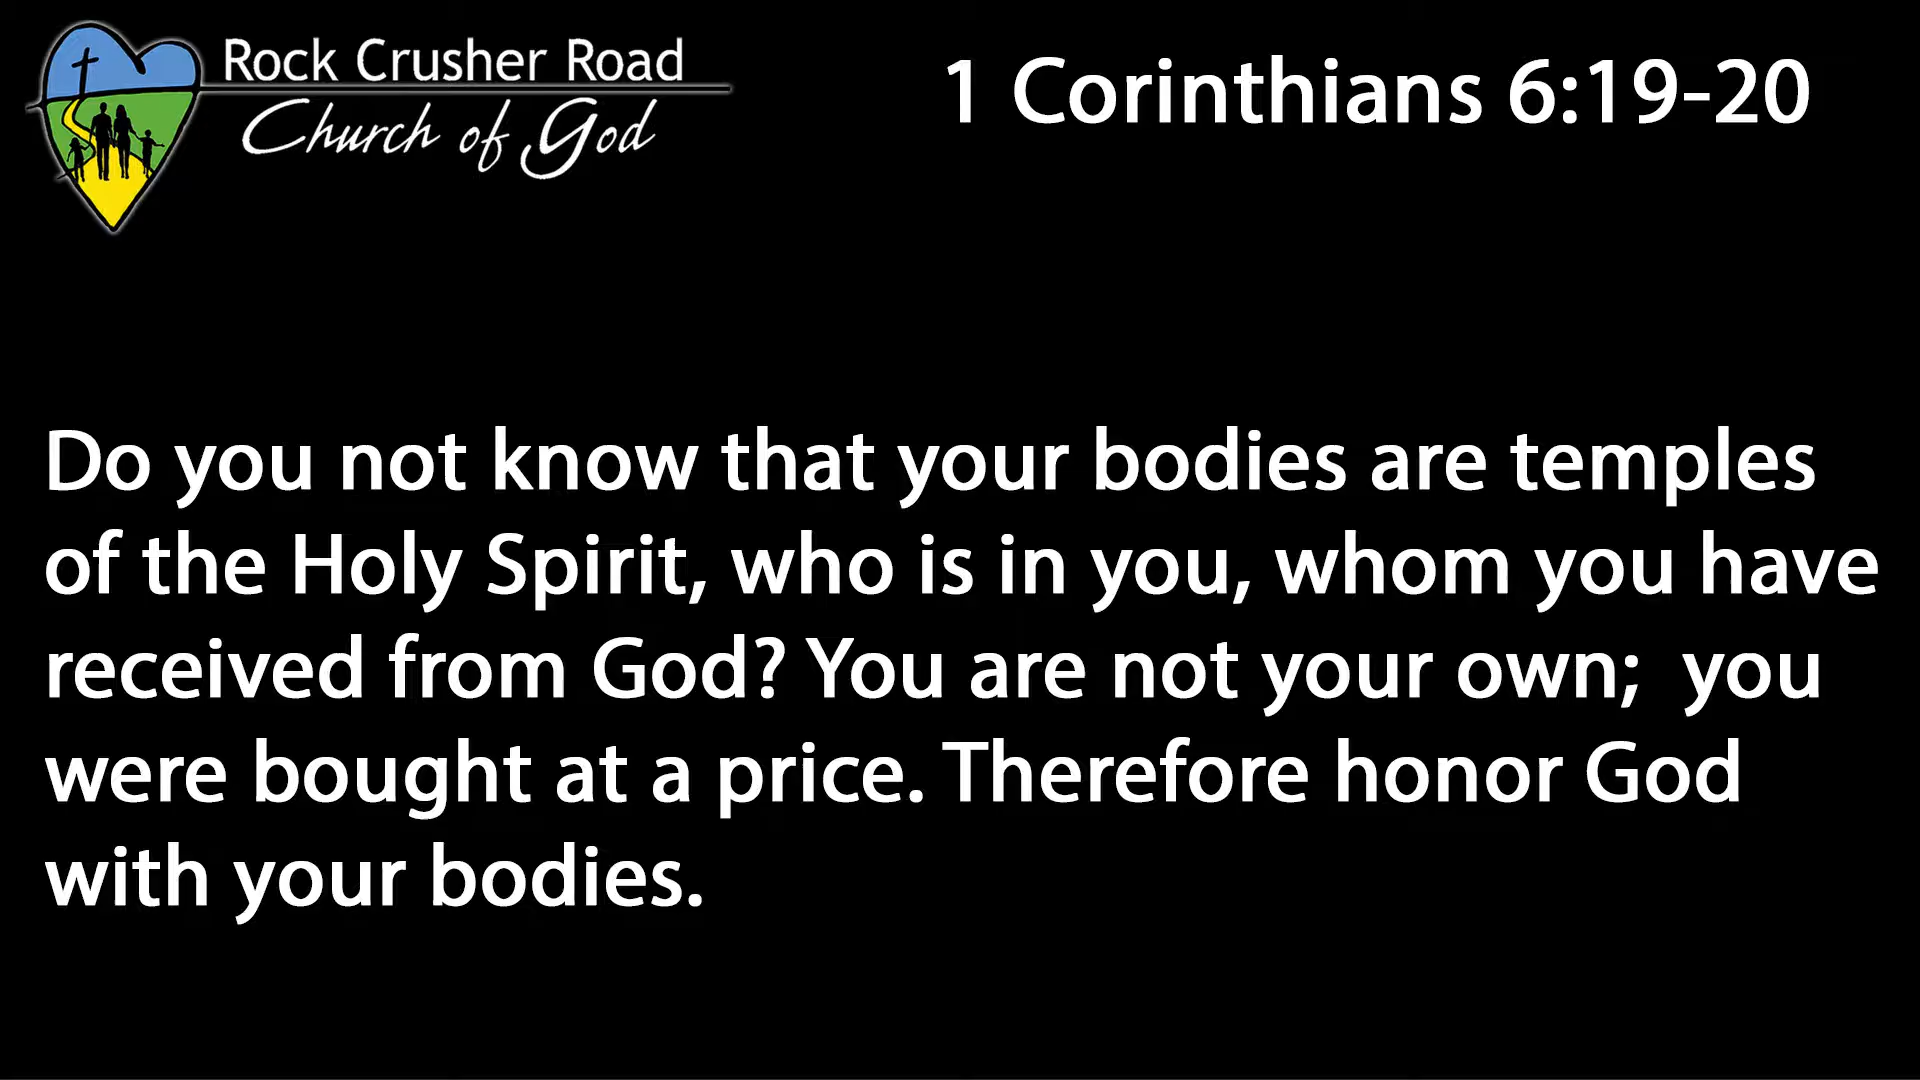 Rock Crusher Road
Church of God
1 Corinthians 6:19-20
Do you not know that your bodies are temples
of the Holy Spirit, who is in you, whom you have
received from God? You are not your own;  you
were bought at a price. Therefore honor God
with your bodies.